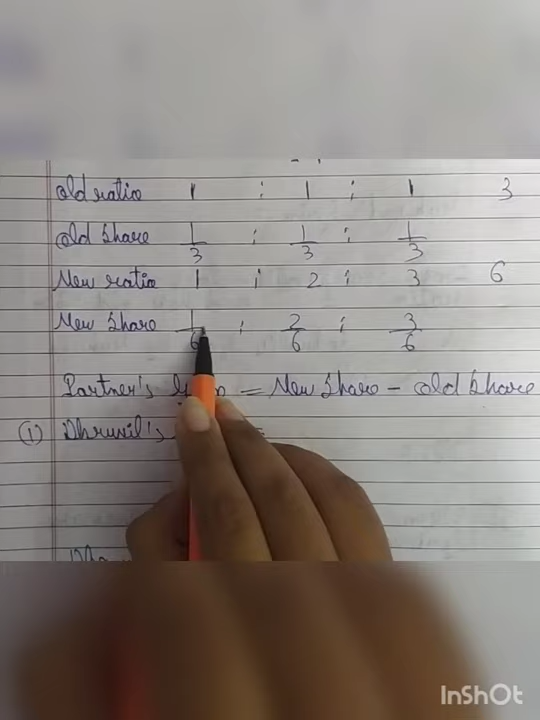 old ratio 1 : 1 : 1 3
old share 1/3 : 1/3 : 1/3
New ratio 1 : 2 : 3 6
New share 1/6 : 2/6 : 3/6
Partner's = New share - old share
(1) Dhruvil's =
InShOt